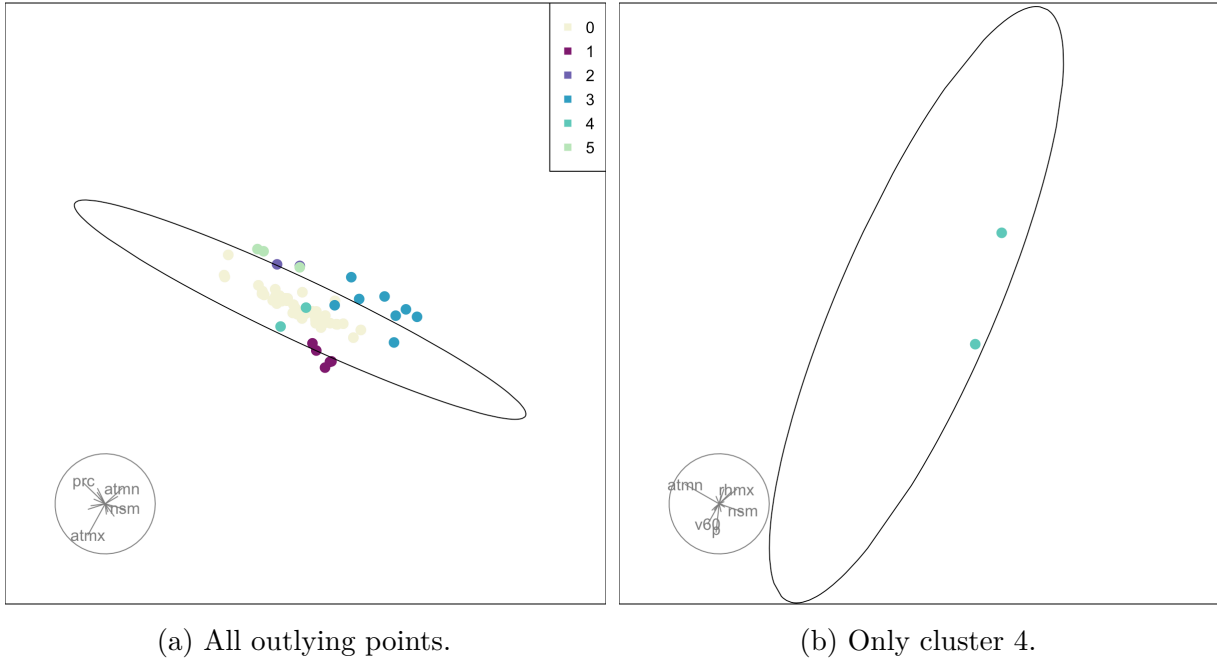 0
1
2
3
4
5
prc
atmn
nsm
atmx
atmn
rhmx
nsm
v60
p
(a) All outlying points.
(b) Only cluster 4.